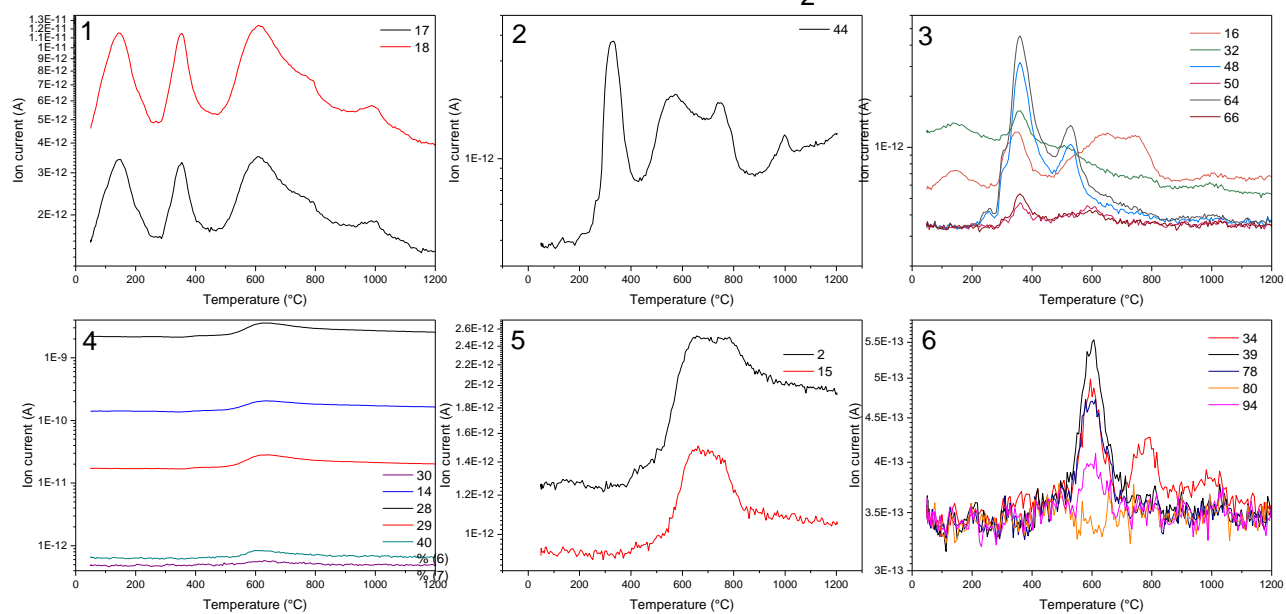 2
1
1.3E-11
1.2E-11
1.1E-11
9E-12
8E-12
7E-12
6E-12
5E-12
4E-12
3E-12
2E-12
Ion current (A)
17
18
0 200 400 600 800 1000 1200
Temperature (°C)
2
1E-12
Ion current (A)
44
0 200 400 600 800 1000 1200
Temperature (°C)
3
1E-12
Ion current (A)
16
32
48
50
64
66
0 200 400 600 800 1000 1200
Temperature (°C)
4
1E-9
1E-10
1E-11
1E-12
Ion current (A)
30
14
28
29
40
% (6)
% (7)
0 200 400 600 800 1000 1200
Temperature (°C)
5
2.6E-12
2.4E-12
2.2E-12
2E-12
1.8E-12
1.6E-12
1.4E-12
1.2E-12
1E-12
Ion current (A)
2
15
0 200 400 600 800 1000 1200
Temperature (°C)
6
5.5E-13
5E-13
4.5E-13
4E-13
3.5E-13
3E-13
Ion current (A)
34
39
78
80
94
0 200 400 600 800 1000 1200
Temperature (°C)